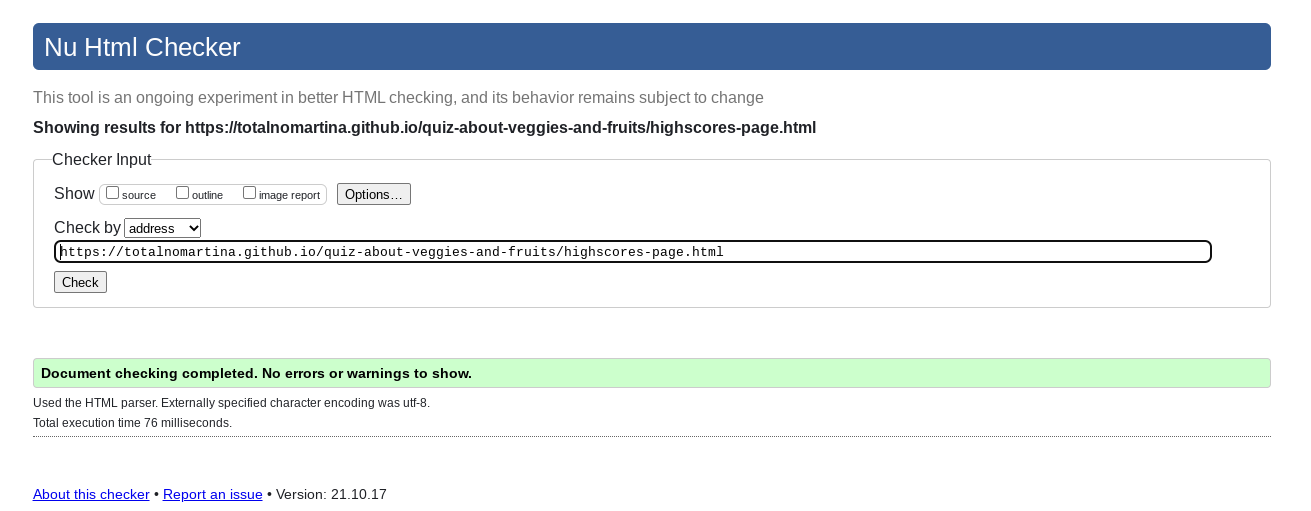 Nu Html Checker
This tool is an ongoing experiment in better HTML checking, and its behavior remains subject to change
Showing results for https://totalnomartina.github.io/quiz-about-veggies-and-fruits/highscores-page.html
Checker Input
Show source outline image report Options…
Check by address
https://totalnomartina.github.io/quiz-about-veggies-and-fruits/highscores-page.html
Check
Document checking completed. No errors or warnings to show.
Used the HTML parser. Externally specified character encoding was utf-8.
Total execution time 76 milliseconds.
About this checker • Report an issue • Version: 21.10.17